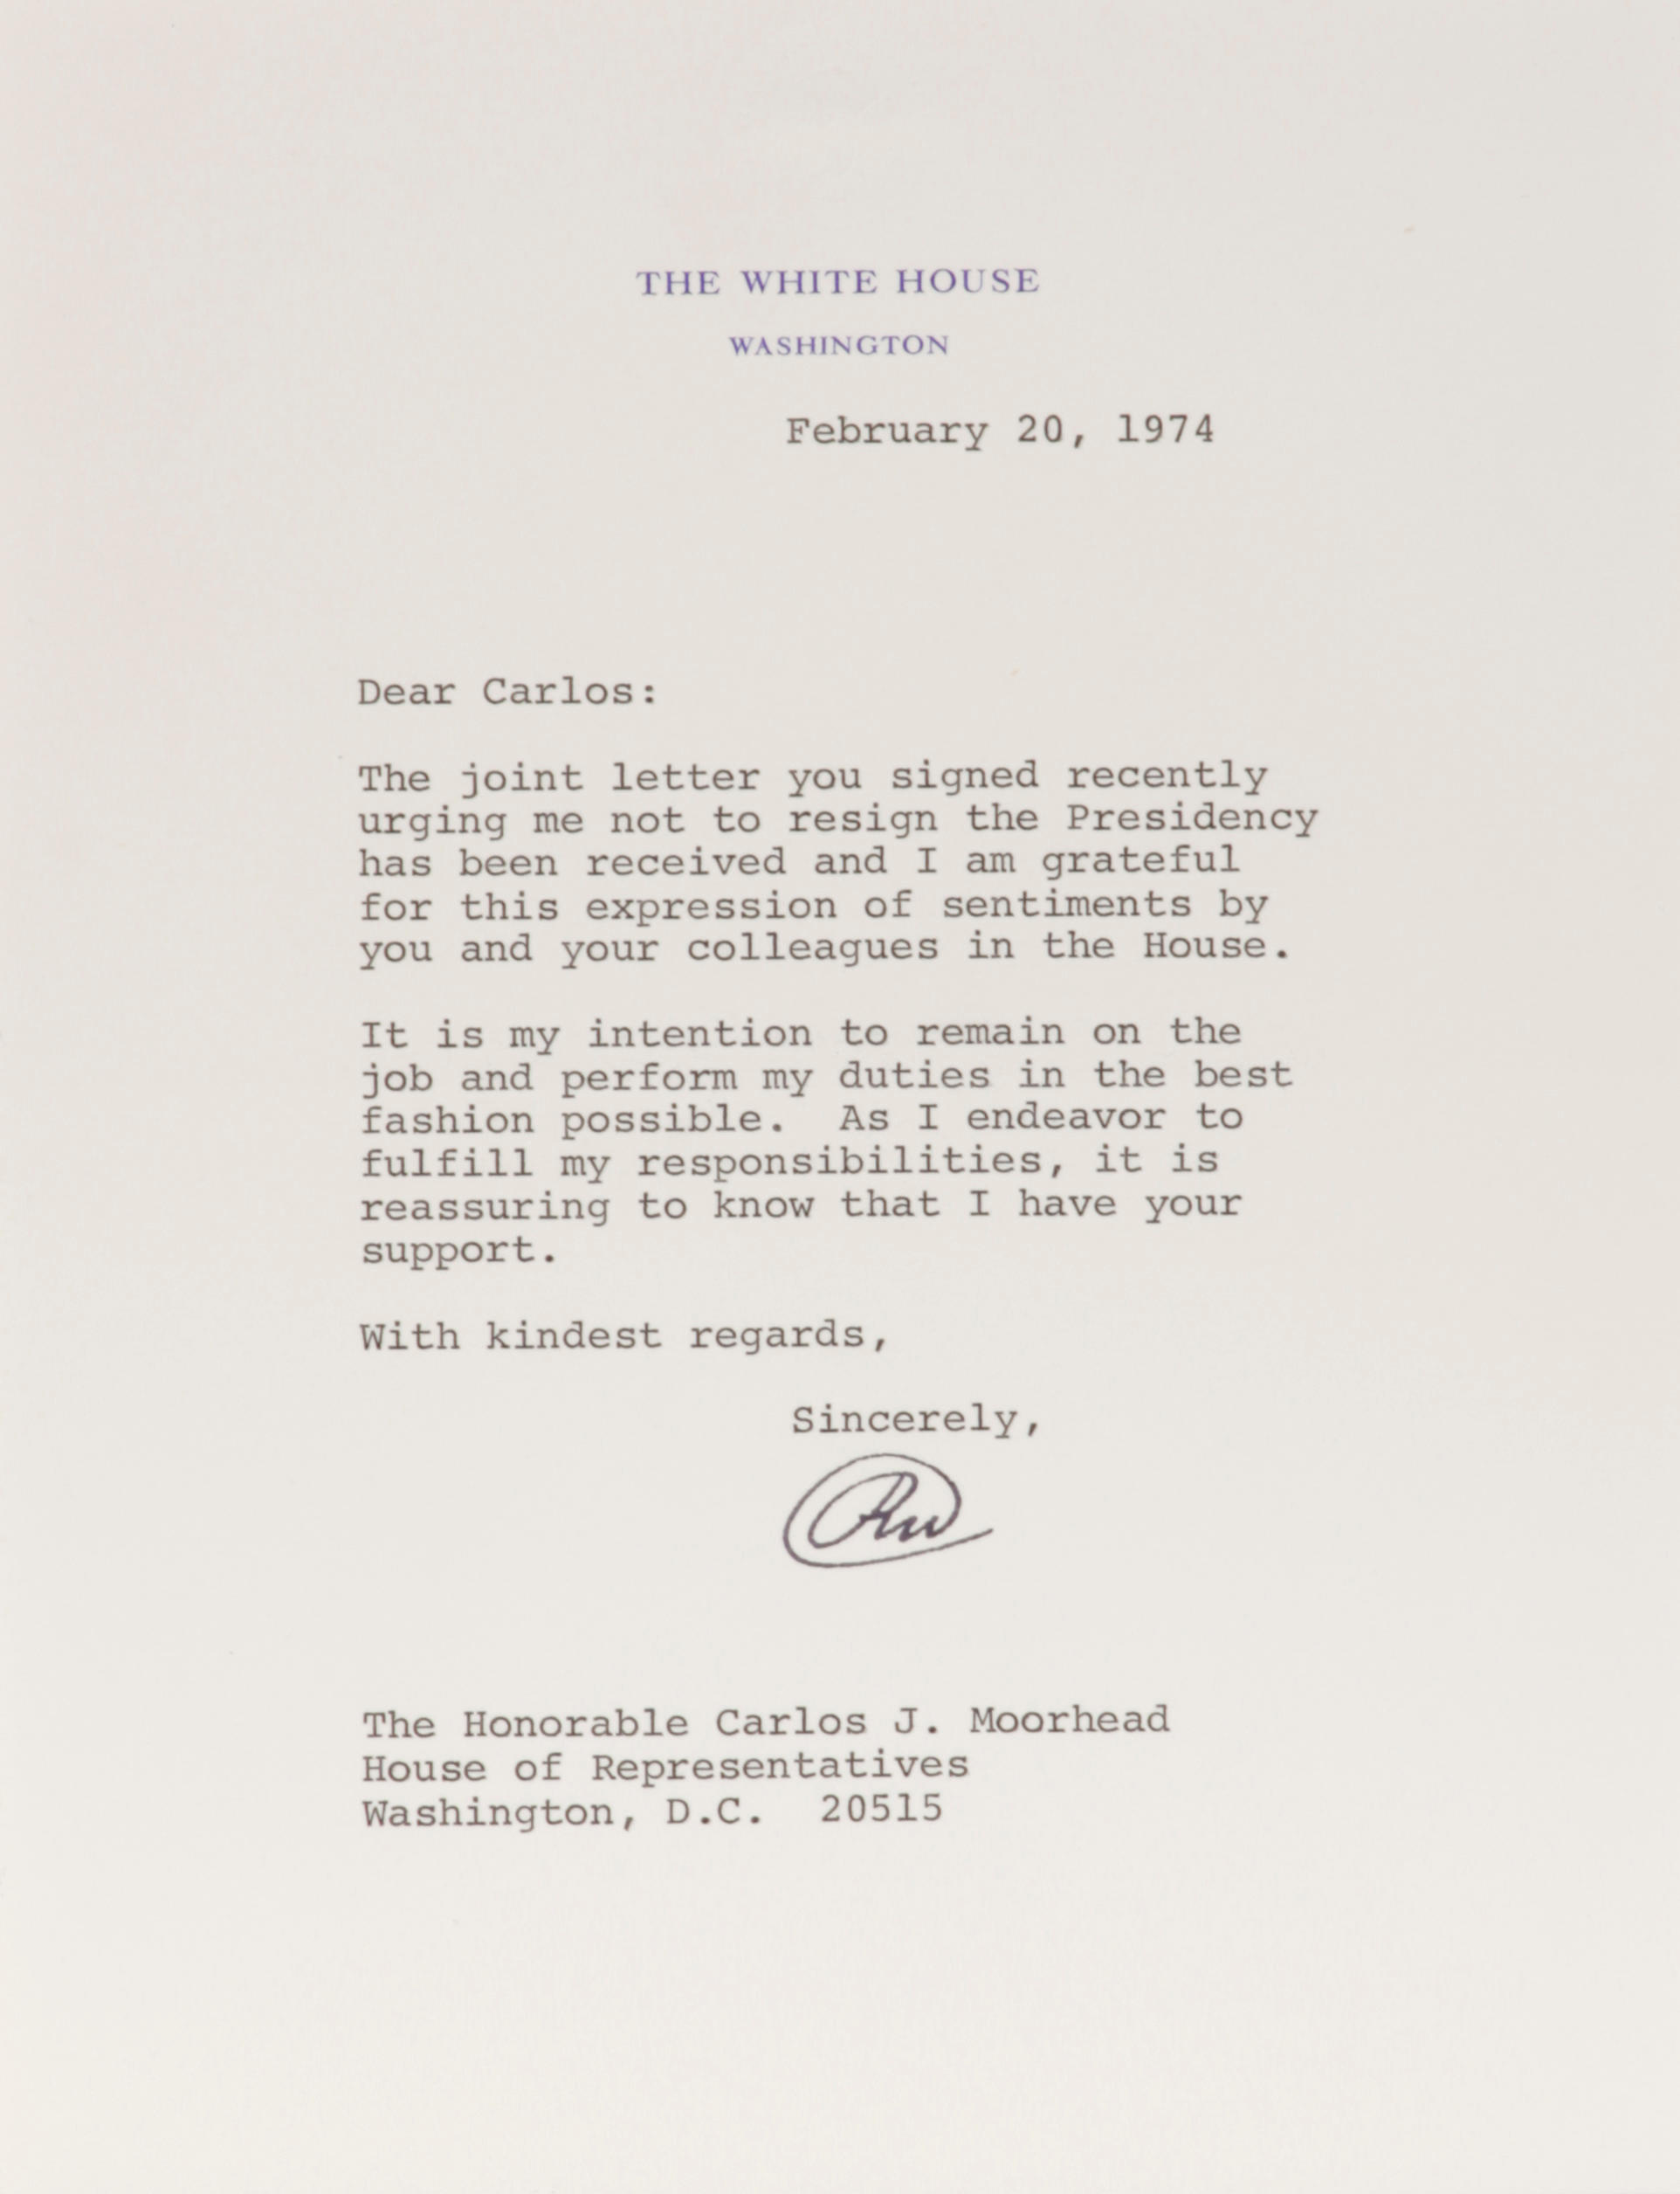 THE WHITE HOUSE
WASHINGTON
February 20, 1974
Dear Carlos:
The joint letter you signed recently
urging me not to resign the Presidency
has been received and I am grateful
for this expression of sentiments by
you and your colleagues in the House.
It is my intention to remain on the
job and perform my duties in the best
fashion possible.  As I endeavor to
fulfill my responsibilities, it is
reassuring to know that I have your
support.
With kindest regards,
Sincerely,
The Honorable Carlos J. Moorhead
House of Representatives
Washington, D.C.  20515